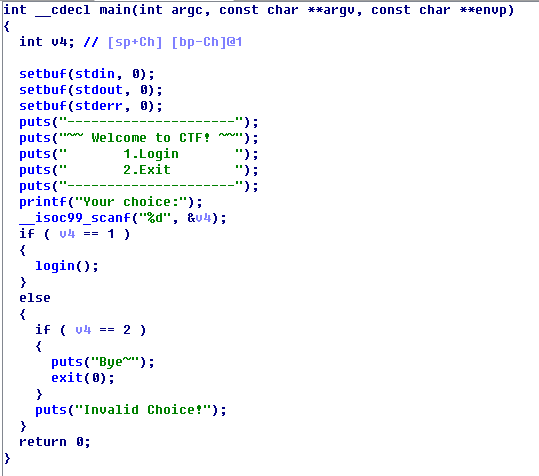 int __cdecl main(int argc, const char **argv, const char **envp)
{
  int v4; // [sp+Ch] [bp-Ch]@1

  setbuf(stdin, 0);
  setbuf(stdout, 0);
  setbuf(stderr, 0);
  puts("---------------------");
  puts("~~ Welcome to CTF! ~~");
  puts("       1.Login       ");
  puts("       2.Exit        ");
  puts("---------------------");
  printf("Your choice:");
  __isoc99_scanf("%d", &v4);
  if ( v4 == 1 )
  {
    login();
  }
  else
  {
    if ( v4 == 2 )
    {
      puts("Bye~");
      exit(0);
    }
    puts("Invalid Choice!");
  }
  return 0;
}